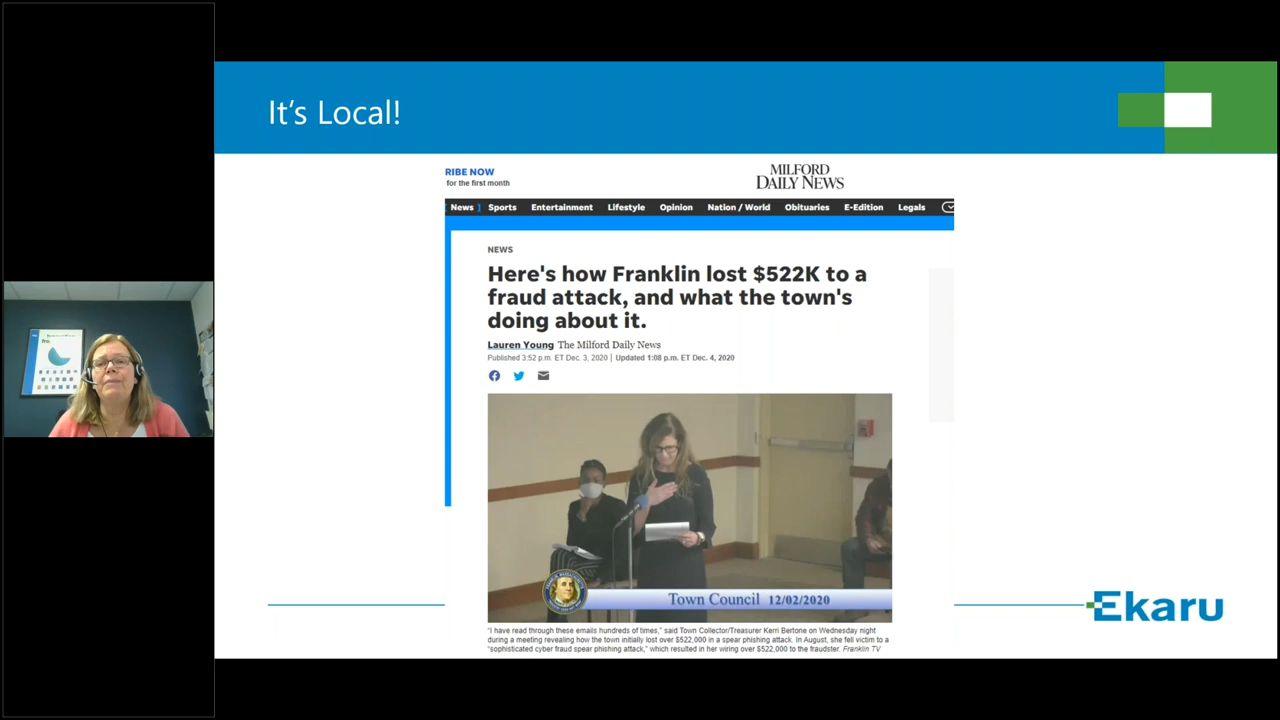 It's Local!
RIBE NOW
for the first month
MILFORD
DAILY NEWS
News Sports Entertainment Lifestyle Opinion Nation / World Obituaries E-Edition Legals
NEWS
Here's how Franklin lost $522K to a
fraud attack, and what the town's
doing about it.
Lauren Young The Milford Daily News
Published 3:52 p.m. ET Dec. 3, 2020 | Updated 1:08 p.m. ET Dec. 4, 2020
Town Council 12/02/2020
"I have read through these emails hundreds of times," said Town Collector/Treasurer Kerri Bertone on Wednesday night
during a meeting revealing how the town initially lost over $522,000 in a spear phishing attack. In August, she fell victim to a
"sophisticated cyber fraud spear phishing attack," which resulted in her wiring over $522,000 to the fraudster. Franklin TV
Ekaru